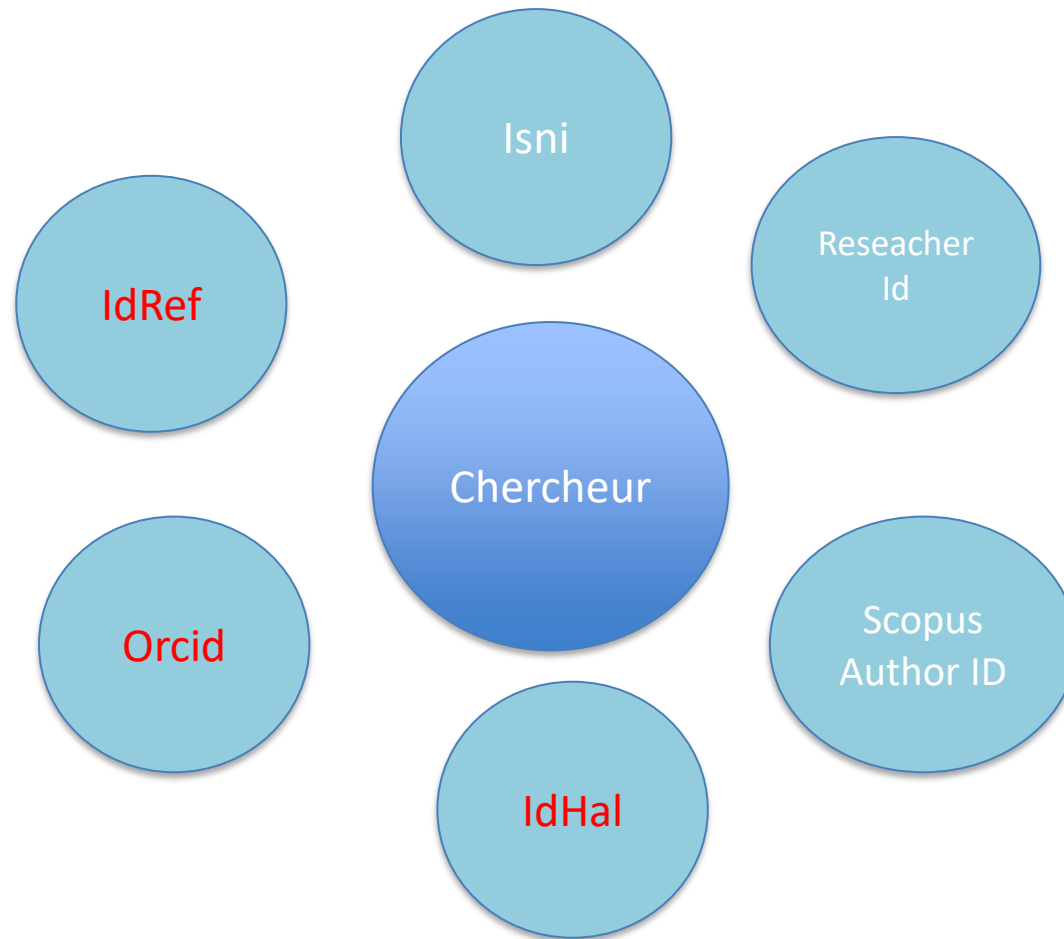 Isni
Reseacher
Id
IdRef
Chercheur
Scopus
Author ID
Orcid
IdHal